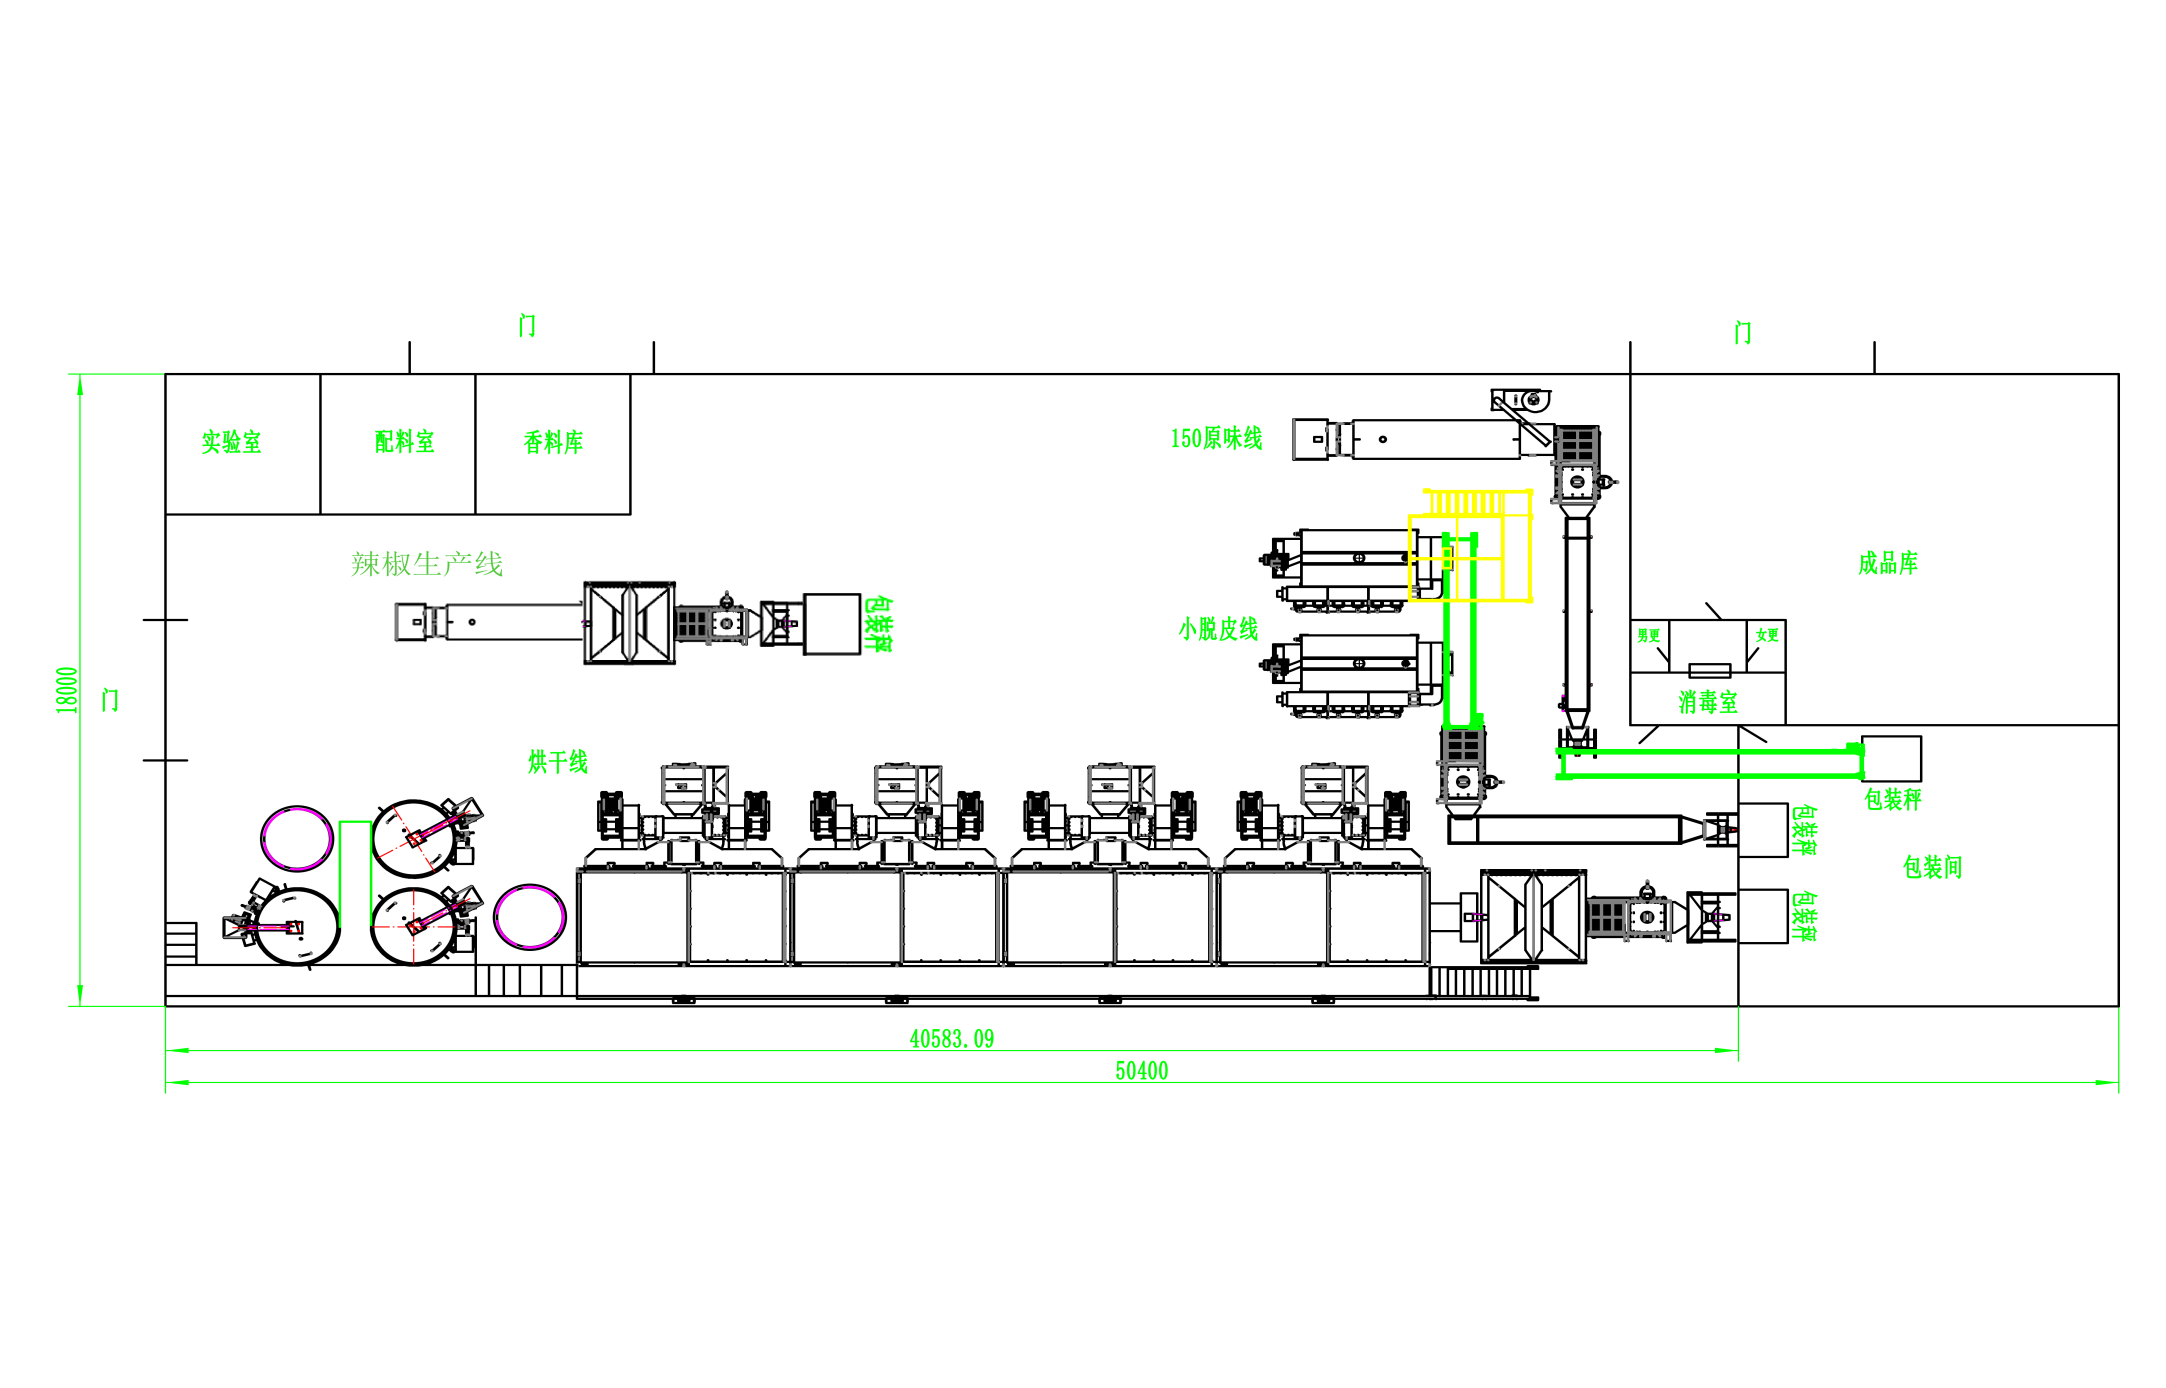 门
门
实验室
配料室
香料库
150原味线
辣椒生产线
成品库
包装秤
小脱皮线
男更
女更
18000
门
消毒室
烘干线
包装秤
包装秤
包装间
包装秤
40583.09
50400